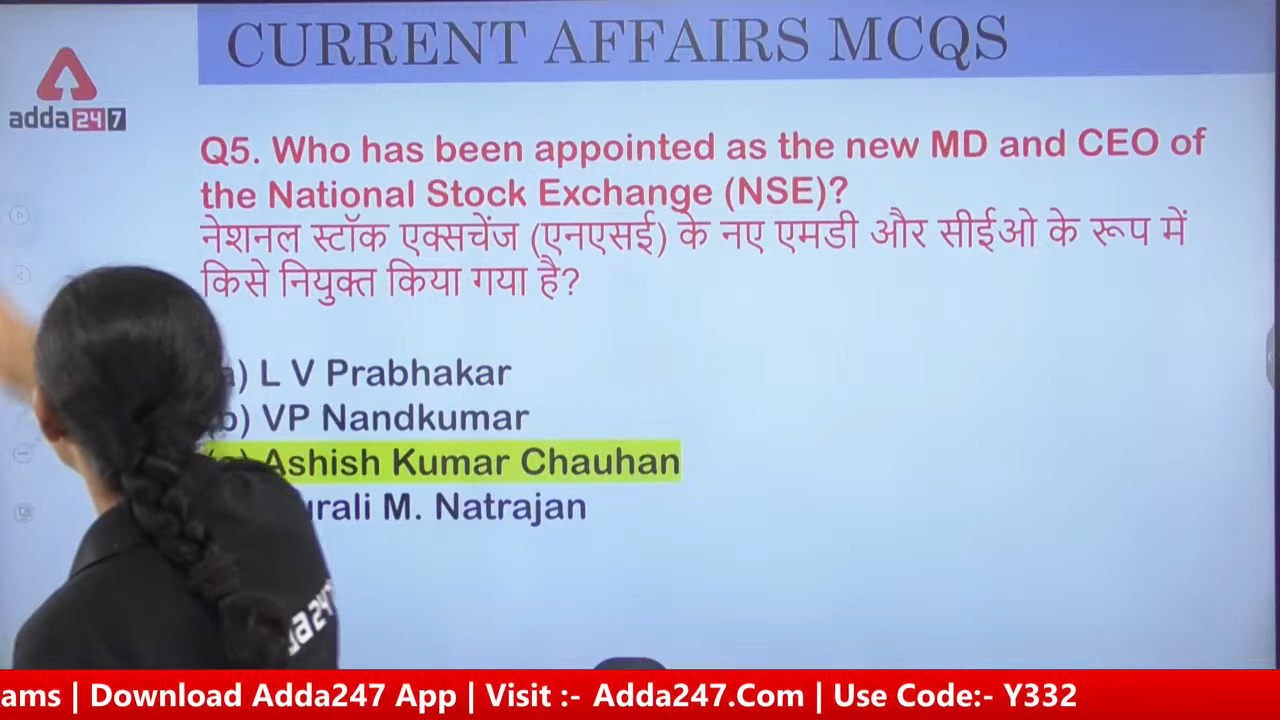 CURRENT AFFAIRS MCQS
adda247
Q5. Who has been appointed as the new MD and CEO of
the National Stock Exchange (NSE)?
नेशनल स्टॉक एक्सचेंज (एनएसई) के नए एमडी और सीईओ के रूप में
किसे नियुक्त किया गया है?
) L V Prabhakar
b) VP Nandkumar
(c) Ashish Kumar Chauhan
M. Natrajan
ams | Download Adda247 App | Visit :- Adda247.Com | Use Code:- Y332